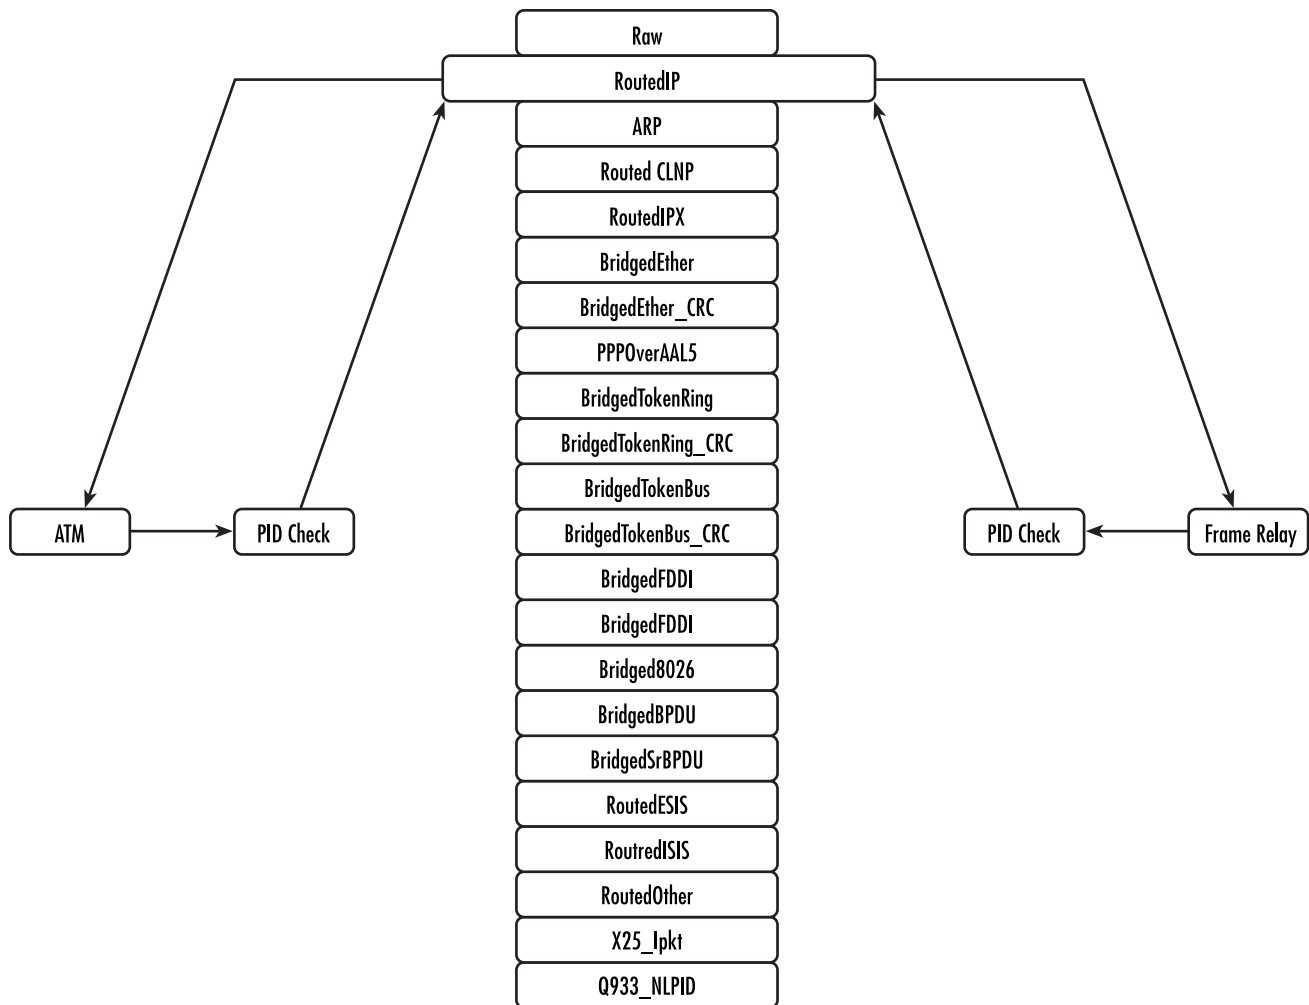 Raw
RoutedIP
ARP
Routed CLNP
RoutedIPX
BridgedEther
BridgedEther_CRC
PPPOverAAL5
BridgedTokenRing
BridgedTokenRing_CRC
BridgedTokenBus
ATM
PID Check
BridgedTokenBus_CRC
PID Check
Frame Relay
BridgedFDDI
BridgedFDDI
Bridged8026
BridgedBPDU
BridgedSrBPDU
RoutedESIS
RoutredISIS
RoutedOther
X25_Ipkt
Q933_NLPID